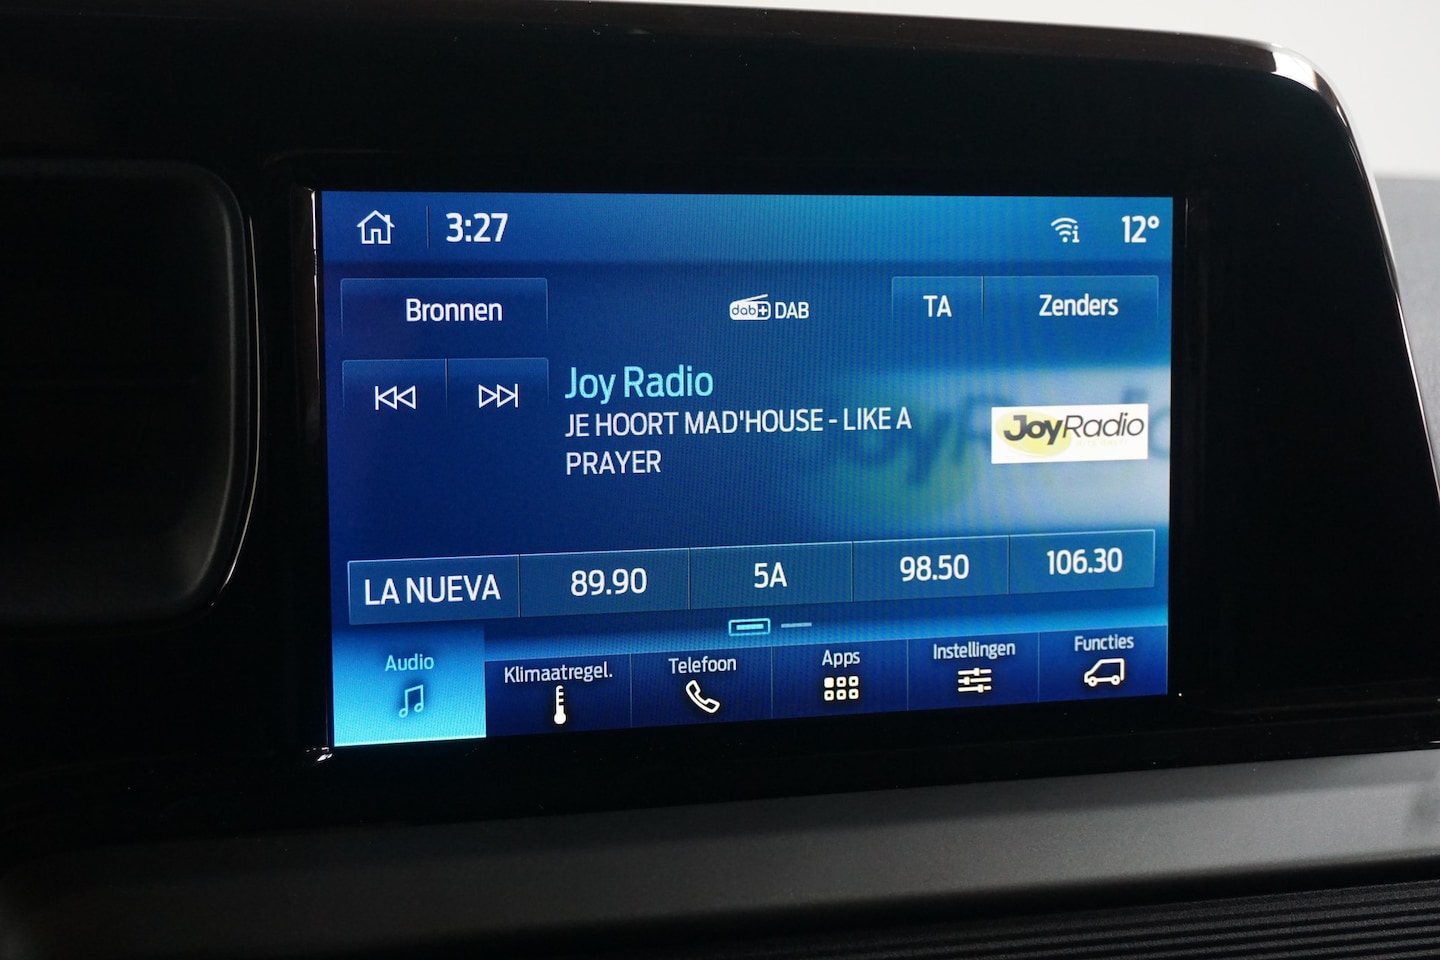 3:27
12°
Bronnen
dab+ DAB
TA
Zenders
Joy Radio
JE HOORT MAD'HOUSE - LIKE A
PRAYER
JoyRadio
LA NUEVA
89.90
5A
98.50
106.30
Audio
Klimaatregel.
Telefoon
Apps
Instellingen
Functies